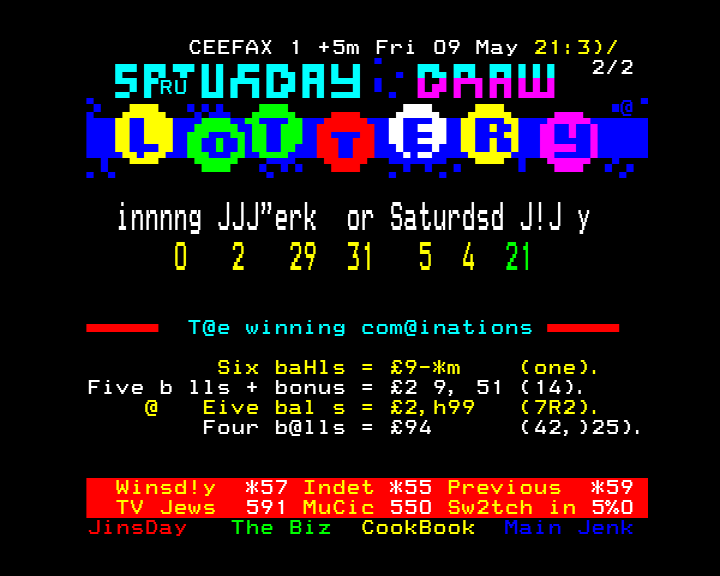 CEEFAX 1 +5m Fri 09 May 21:3)/
SATURDAY DRAW 2/2
RU
@
LOTTERY
innnng JJJ"erk or Saturdsd J!J y
0 2 29 31 5 4 21
T@e winning com@inations
Six baHls = £9-*m (one).
Five b lls + bonus = £2 9, 51 (14).
@ Eive bal s = £2,h99 (7R2).
Four b@lls = £94 (42,)25).
Winsd!y *57 Indet *55 Previous *59
TV Jews 591 MuCic 550 Sw2tch in 5%0
JinsDay The Biz CookBook Main Jenk